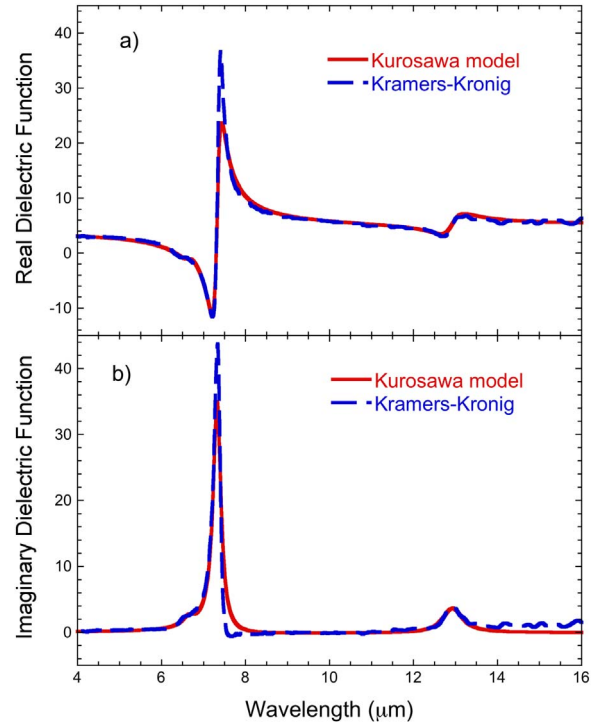 a)
Kurosawa model
Kramers-Kronig
Real Dielectric Function
40
30
20
10
0
-10
b)
Kurosawa model
Kramers-Kronig
Imaginary Dielectric Function
40
30
20
10
0
4 6 8 10 12 14 16
Wavelength (μm)